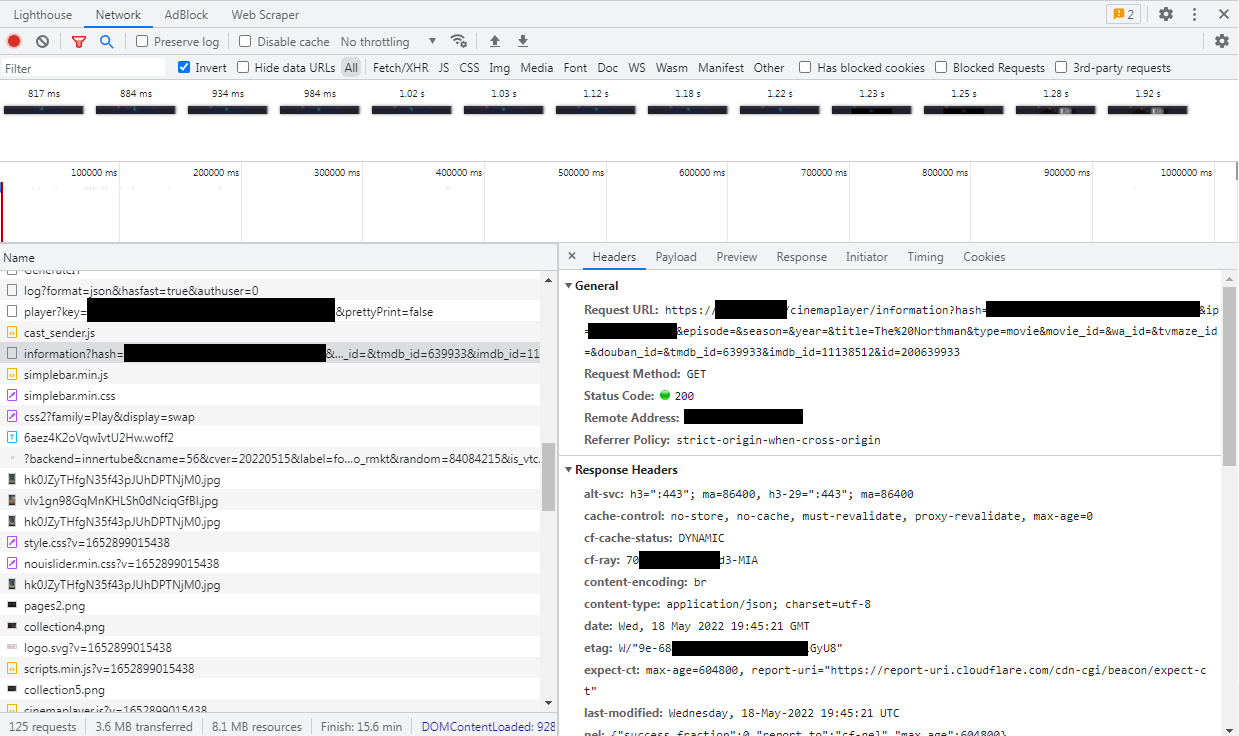 Lighthouse Network AdBlock Web Scraper 2
Preserve log Disable cache No throttling
Filter Invert Hide data URLs All Fetch/XHR JS CSS Img Media Font Doc WS Wasm Manifest Other Has blocked cookies Blocked Requests 3rd-party requests
817 ms 884 ms 934 ms 984 ms 1.02 s 1.03 s 1.12 s 1.18 s 1.22 s 1.23 s 1.25 s 1.28 s 1.92 s
100000 ms 200000 ms 300000 ms 400000 ms 500000 ms 600000 ms 700000 ms 800000 ms 900000 ms 1000000 ms
Name
log?format=json&hasfast=true&authuser=0
player?key= &prettyPrint=false
cast_sender.js
information?hash= &…_id=&tmdb_id=639933&imdb_id=11
simplebar.min.js
simplebar.min.css
css2?family=Play&display=swap
6aez4K2oVqwIvtU2Hw.woff2
?backend=innertube&cname=56&cver=20220515&label=fo…o_rmkt&random=84084215&is_vtc.
hk0JZyTHfgN35f43pJUhDPTNjM0.jpg
vlv1gn98GqMnKHLSh0dNciqGfBl.jpg
hk0JZyTHfgN35f43pJUhDPTNjM0.jpg
style.css?v=1652899015438
nouislider.min.css?v=1652899015438
hk0JZyTHfgN35f43pJUhDPTNjM0.jpg
pages2.png
collection4.png
logo.svg?v=1652899015438
scripts.min.js?v=1652899015438
collection5.png
cinemaplayer.js?v=1652899015438
125 requests 3.6 MB transferred 8.1 MB resources Finish: 15.6 min DOMContentLoaded: 928
Headers Payload Preview Response Initiator Timing Cookies
General
Request URL: https:// /cinemaplayer/information?hash= &ip
= &episode=&season=&year=&title=The%20Northman&type=movie&movie_id=&wa_id=&tvmaze_id
=&douban_id=&tmdb_id=639933&imdb_id=11138512&id=200639933
Request Method: GET
Status Code: 200
Remote Address:
Referrer Policy: strict-origin-when-cross-origin
Response Headers
alt-svc: h3=":443"; ma=86400, h3-29=":443"; ma=86400
cache-control: no-store, no-cache, must-revalidate, proxy-revalidate, max-age=0
cf-cache-status: DYNAMIC
cf-ray: 70 d3-MIA
content-encoding: br
content-type: application/json; charset=utf-8
date: Wed, 18 May 2022 19:45:21 GMT
etag: W/"9e-68 GyU8"
expect-ct: max-age=604800, report-uri="https://report-uri.cloudflare.com/cdn-cgi/beacon/expect-c
t"
last-modified: Wednesday, 18-May-2022 19:45:21 UTC
nel: {"success_fraction":0,"report_to":"cf-nel","max_age":604800}